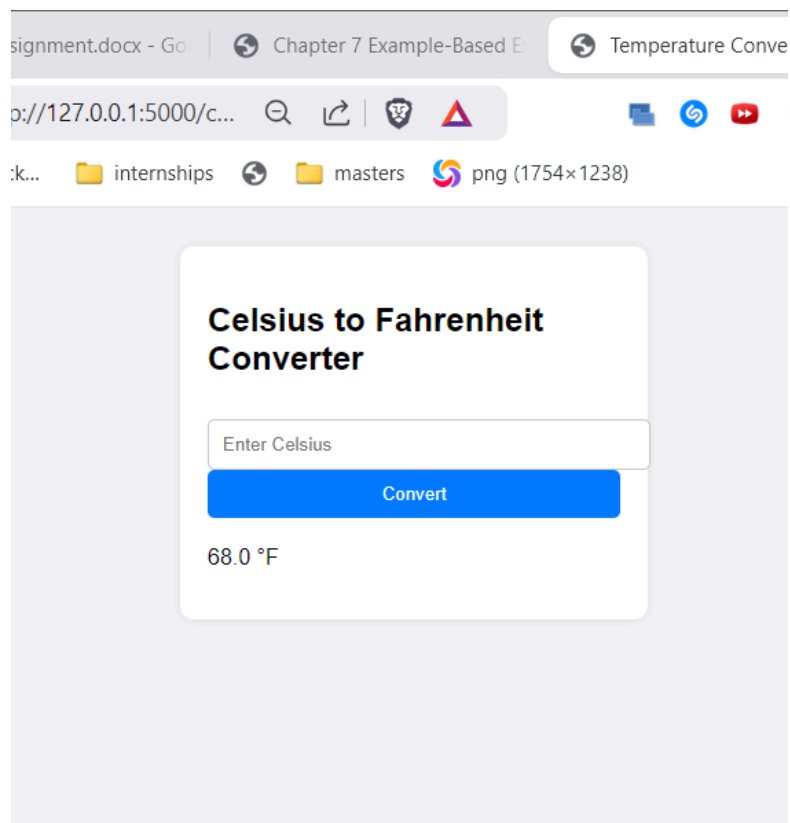 signment.docx - Go
Chapter 7 Example-Based E
Temperature Conve
p://127.0.0.1:5000/c...
ck...
internships
masters
png (1754×1238)
Celsius to Fahrenheit
Converter
Enter Celsius
Convert
68.0 °F